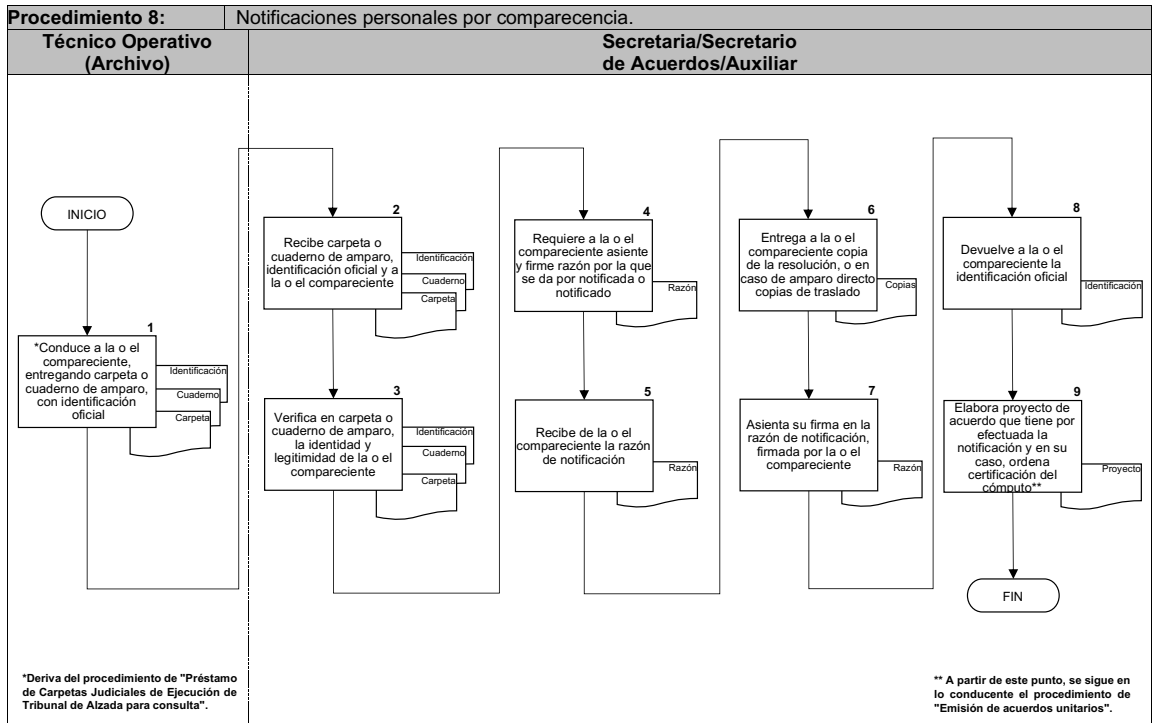 Procedimiento 8:
Notificaciones personales por comparecencia.
Técnico Operativo
(Archivo)
Secretaria/Secretario
de Acuerdos/Auxiliar
INICIO
1
*Conduce a la o el
compareciente,
entregando carpeta o
cuaderno de amparo,
con identificación
oficial
Identificación
Cuaderno
Carpeta
2
Recibe carpeta o
cuaderno de amparo,
identificación oficial y a
la o el compareciente
Identificación
Cuaderno
Carpeta
3
Verifica en carpeta o
cuaderno de amparo,
la identidad y
legitimidad de la o el
compareciente
Identificación
Cuaderno
Carpeta
4
Requiere a la o el
compareciente asiente
y firme razón por la que
se da por notificada o
notificado
Razón
5
Recibe de la o el
compareciente la razón
de notificación
Razón
6
Entrega a la o el
compareciente copia
de la resolución, o en
caso de amparo directo
copias de traslado
Copias
7
Asienta su firma en la
razón de notificación,
firmada por la o el
compareciente
Razón
8
Devuelve a la o el
compareciente la
identificación oficial
Identificación
9
Elabora proyecto de
acuerdo que tiene por
efectuada la
notificación y en su
caso, ordena
certificación del
cómputo**
Proyecto
FIN
*Deriva del procedimiento de "Préstamo
de Carpetas Judiciales de Ejecución de
Tribunal de Alzada para consulta".
** A partir de este punto, se sigue en
lo conducente el procedimiento de
"Emisión de acuerdos unitarios".